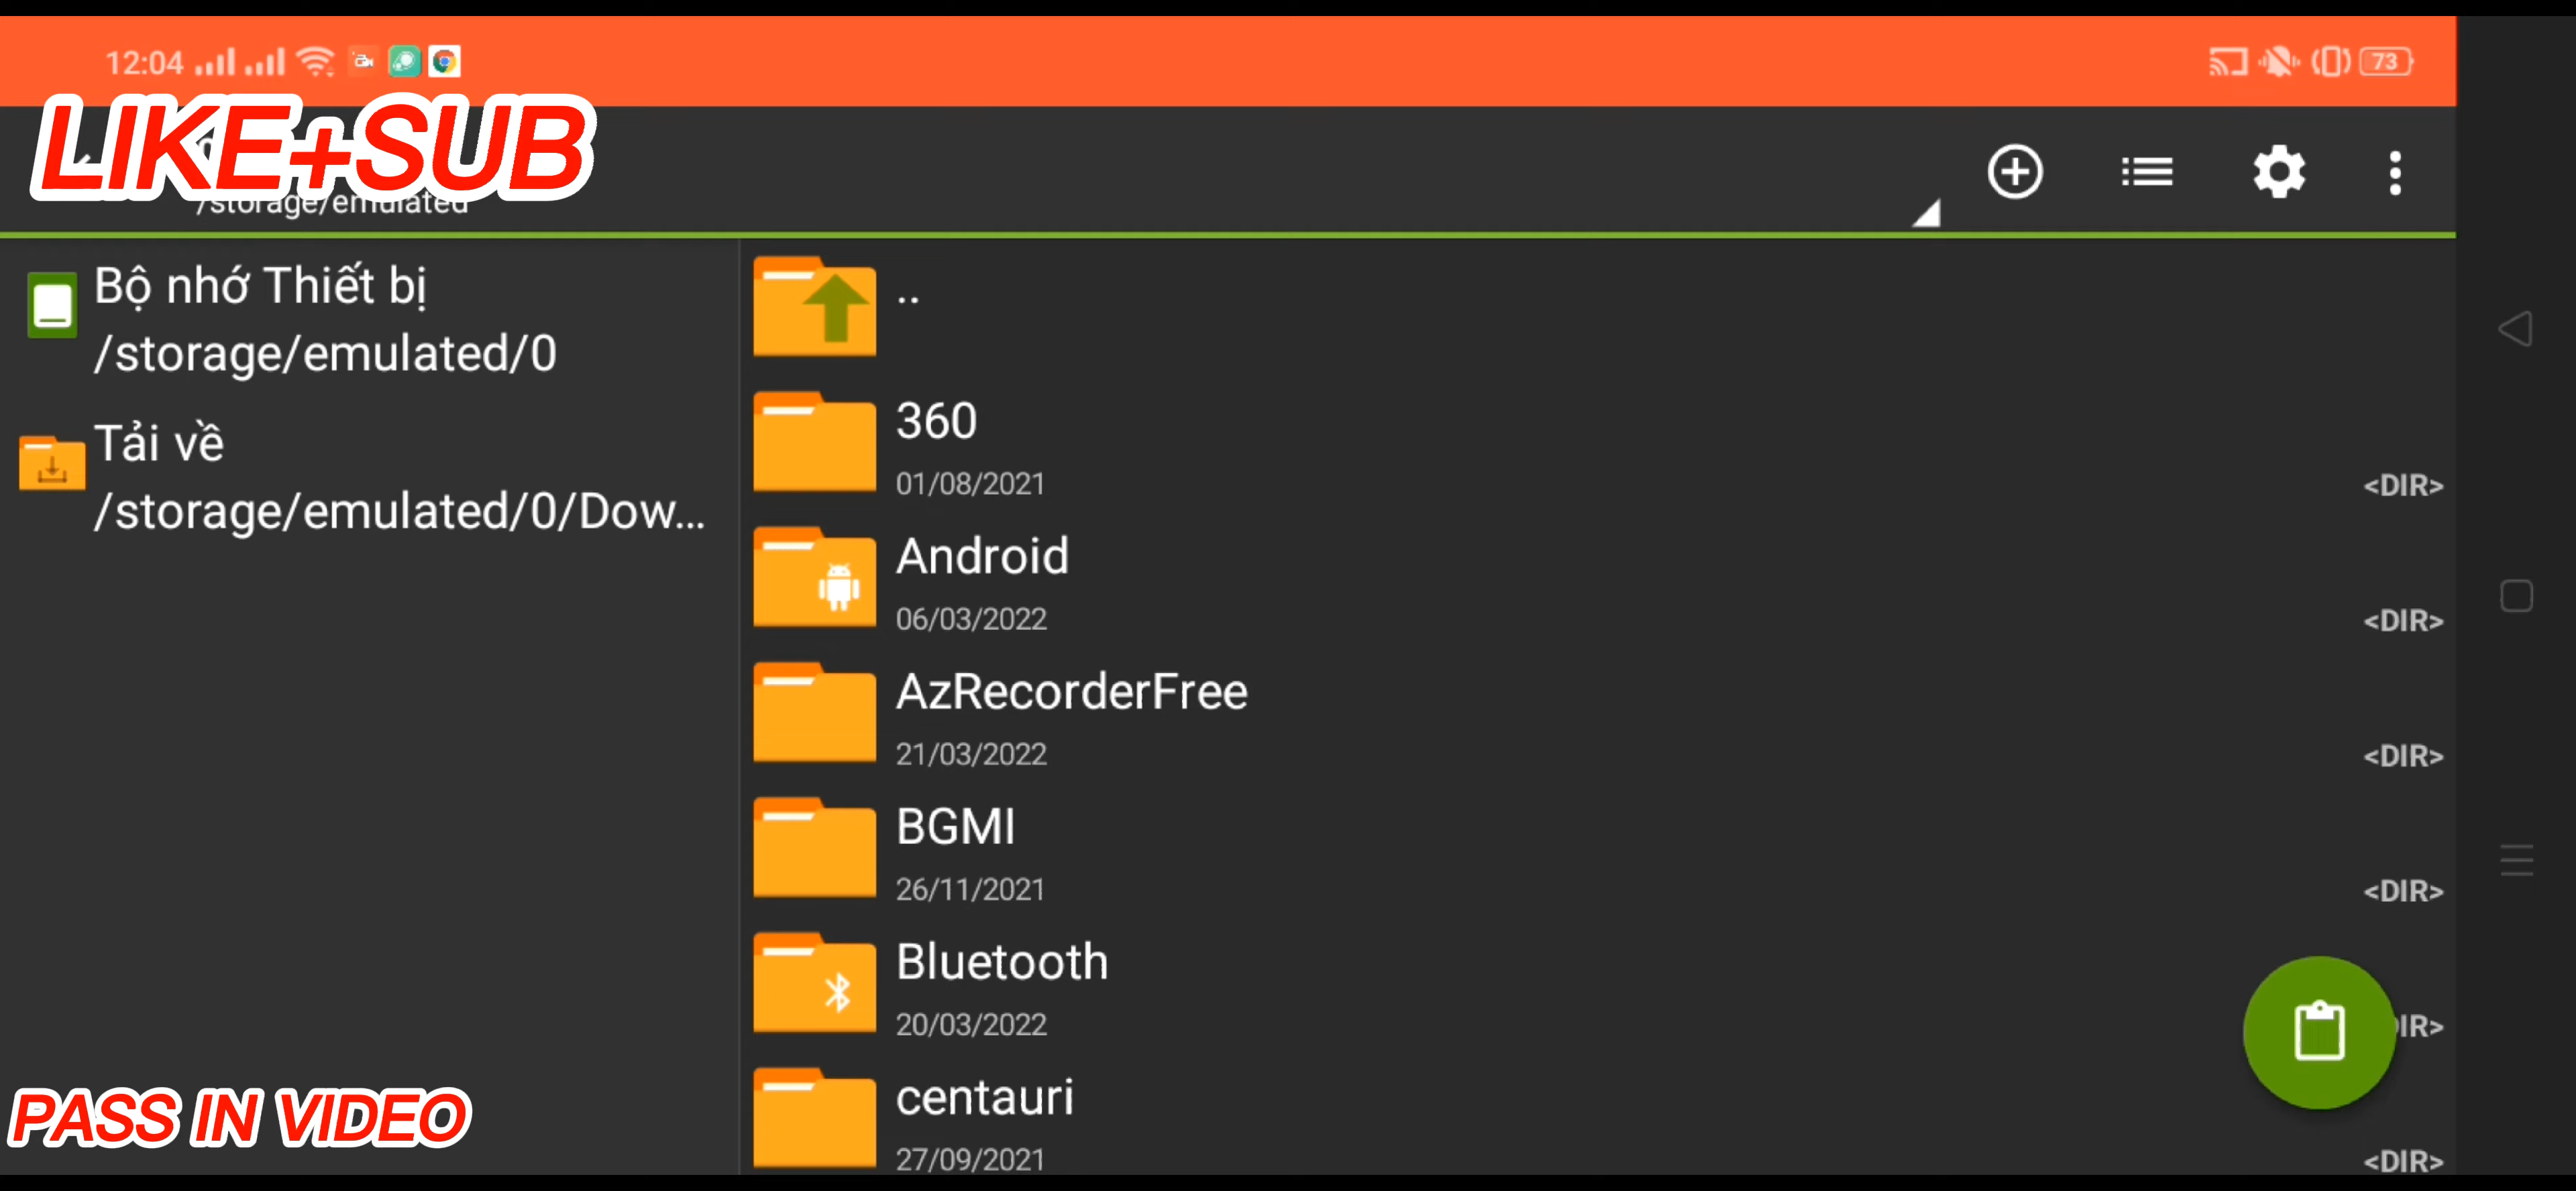 12:04
73
LIKE+SUB
/storage/emulated
Bộ nhớ Thiết bị
/storage/emulated/0
Tải về
/storage/emulated/0/Dow...
..
360
01/08/2021
<DIR>
Android
06/03/2022
<DIR>
AzRecorderFree
21/03/2022
<DIR>
BGMI
26/11/2021
<DIR>
Bluetooth
20/03/2022
IR>
centauri
27/09/2021
<DIR>
PASS IN VIDEO